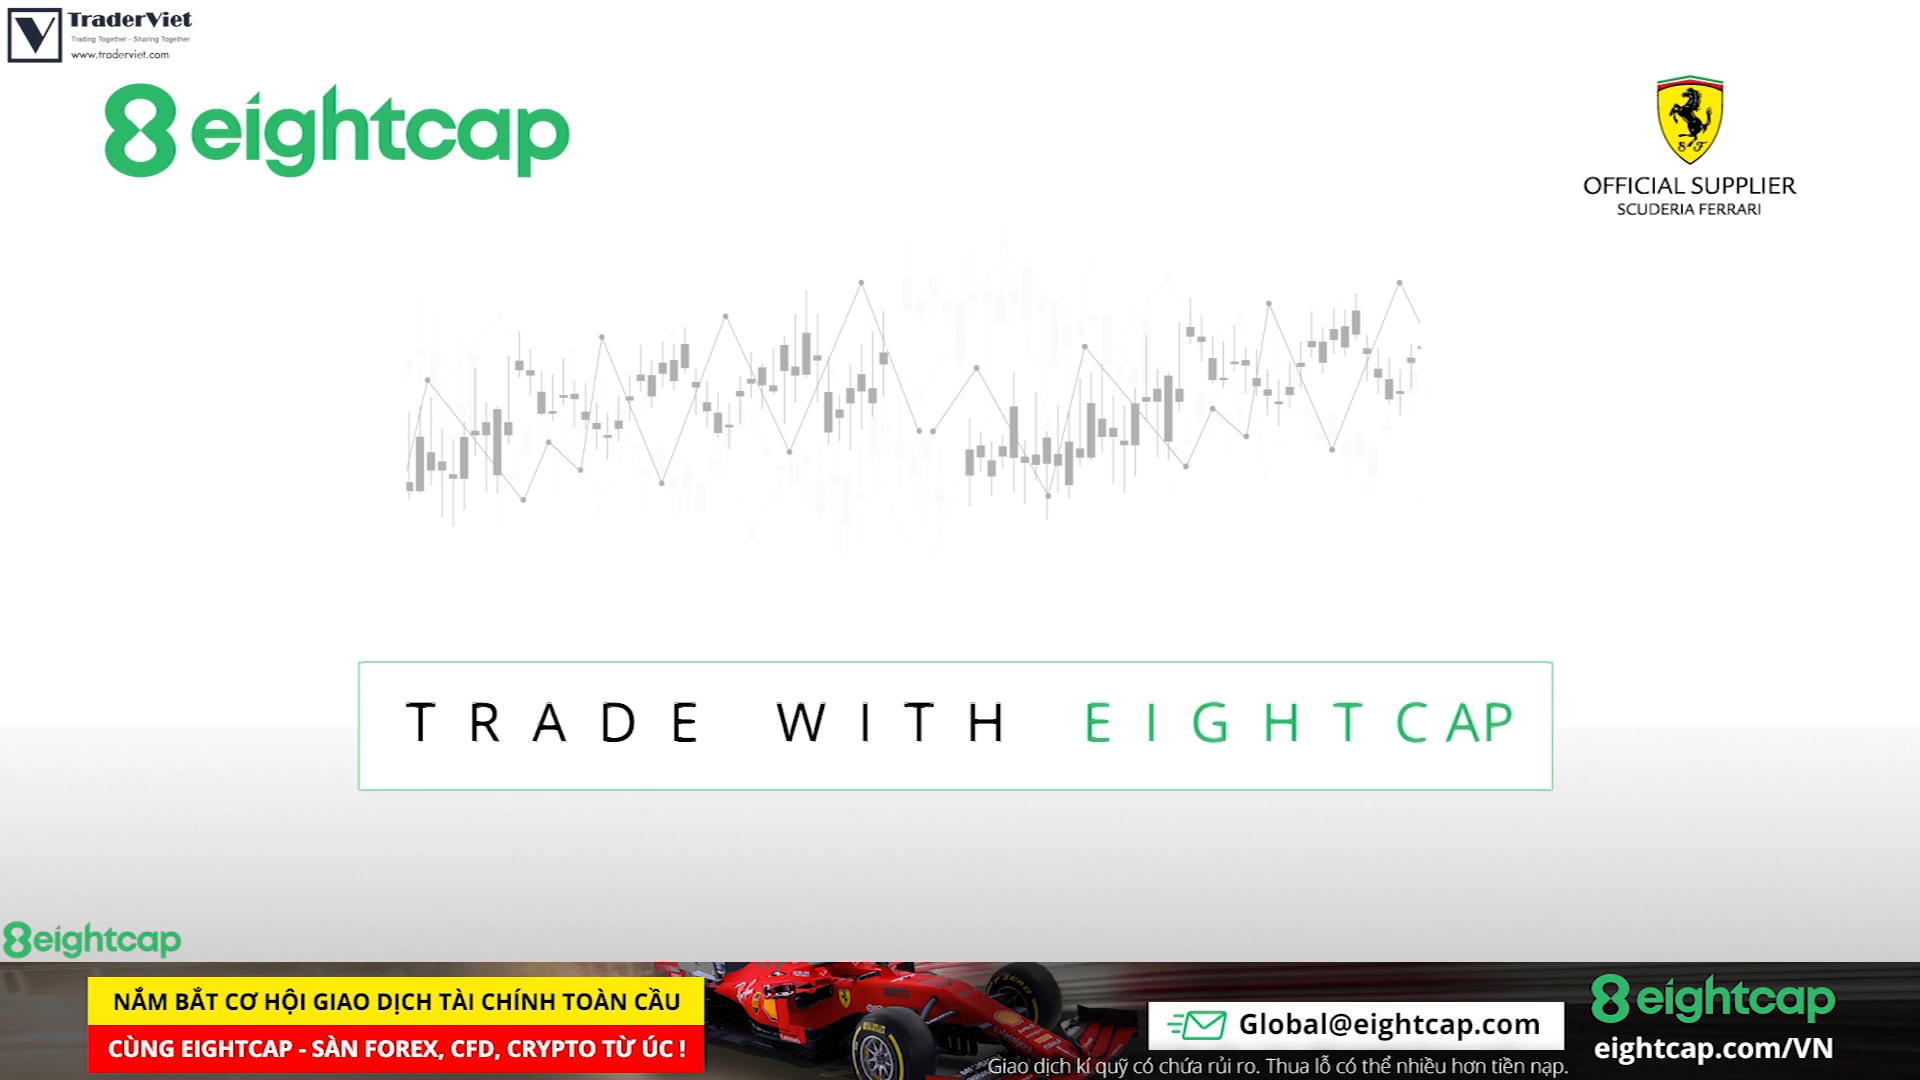 TraderViet
Trading Together - Sharing Together
www.traderviet.com
8 eightcap
S F
OFFICIAL SUPPLIER
SCUDERIA FERRARI
TRADE WITH EIGHTCAP
8eightcap
NẮM BẮT CƠ HỘI GIAO DỊCH TÀI CHÍNH TOÀN CẦU
CÙNG EIGHTCAP - SÀN FOREX, CFD, CRYPTO TỪ ÚC !
Global@eightcap.com
Giao dịch kí quỹ có chứa rủi ro. Thua lỗ có thể nhiều hơn tiền nạp.
8 eightcap
eightcap.com/VN